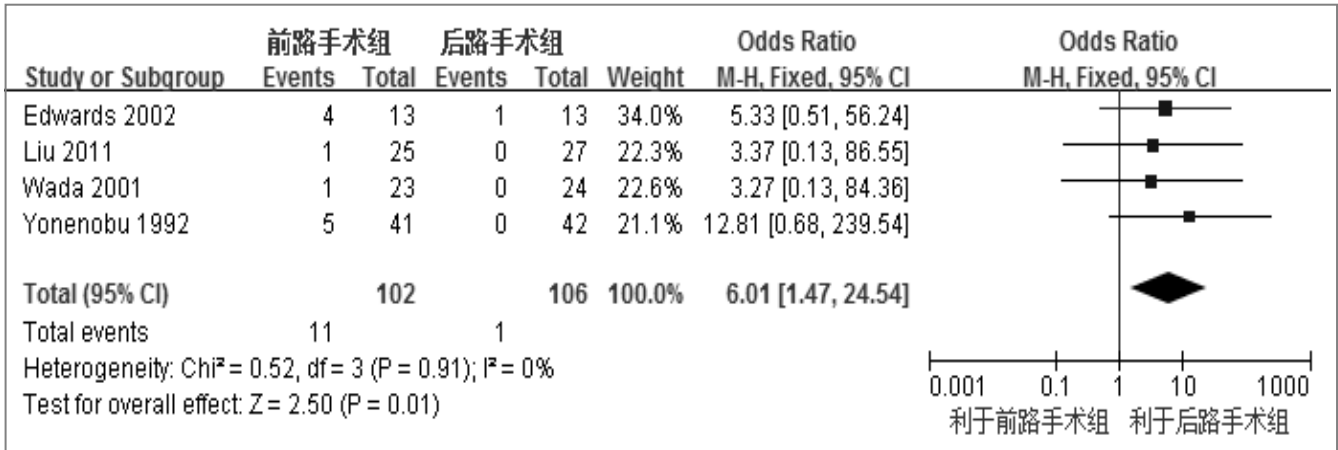 前路手术组 后路手术组 Odds Ratio Odds Ratio
Study or Subgroup Events Total Events Total Weight M-H, Fixed, 95% CI M-H, Fixed, 95% CI
Edwards 2002 4 13 1 13 34.0% 5.33 [0.51, 56.24]
Liu 2011 1 25 0 27 22.3% 3.37 [0.13, 86.55]
Wada 2001 1 23 0 24 22.6% 3.27 [0.13, 84.36]
Yonenobu 1992 5 41 0 42 21.1% 12.81 [0.68, 239.54]
Total (95% CI) 102 106 100.0% 6.01 [1.47, 24.54]
Total events 11 1
Heterogeneity: Chi² = 0.52, df = 3 (P = 0.91); I² = 0%
Test for overall effect: Z = 2.50 (P = 0.01)
0.001 0.1 1 10 1000
利于前路手术组 利于后路手术组